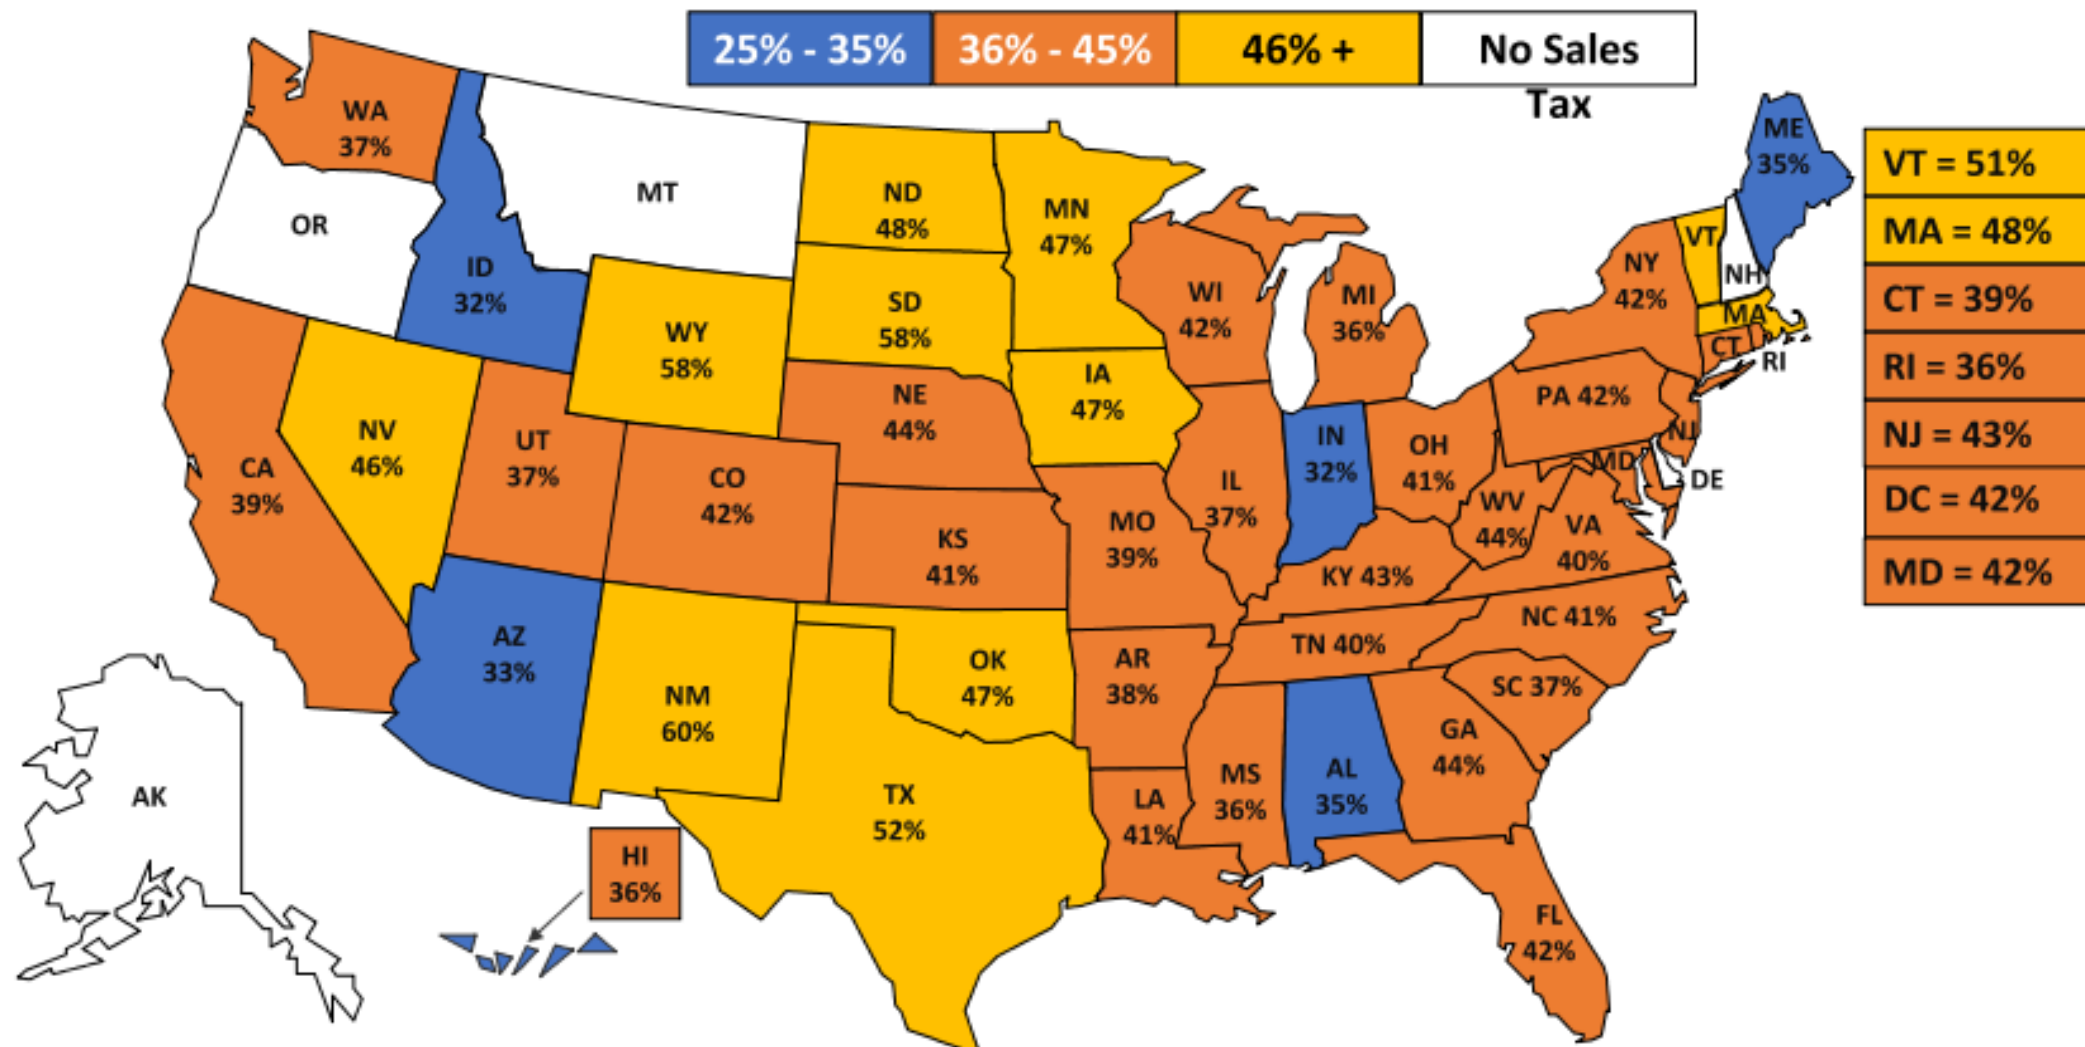 25% - 35%
36% - 45%
46% +
No Sales
Tax
WA
37%
OR
MT
ID
32%
ND
48%
MN
47%
SD
58%
WY
58%
WI
42%
MI
36%
ME
35%
NY
42%
VT
NH
MA
CT
RI
VT = 51%
MA = 48%
CT = 39%
RI = 36%
NJ = 43%
DC = 42%
MD = 42%
CA
39%
NV
46%
UT
37%
CO
42%
NE
44%
IA
47%
IL
37%
IN
32%
OH
41%
PA 42%
NJ
MD
DE
WV
44%
VA
40%
KS
41%
MO
39%
KY 43%
NC 41%
TN 40%
SC 37%
AZ
33%
NM
60%
OK
47%
AR
38%
TX
52%
LA
41%
MS
36%
AL
35%
GA
44%
FL
42%
AK
HI
36%